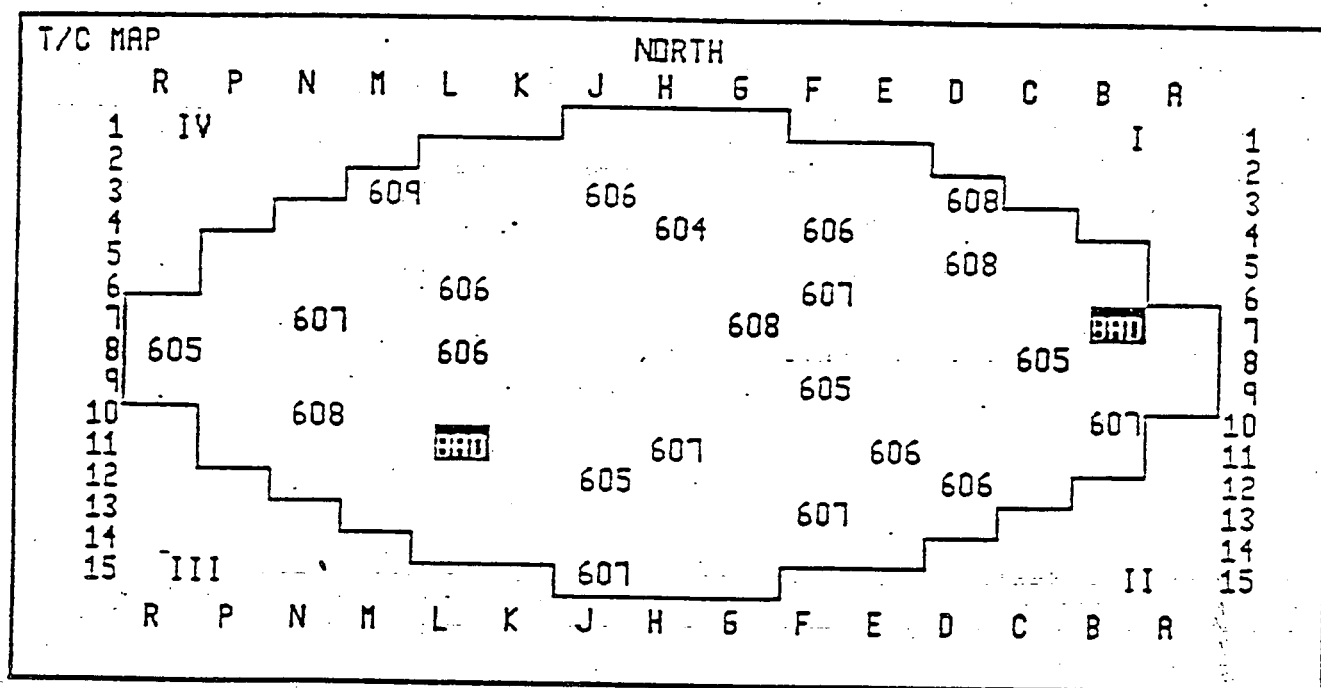 T/C MAP
NORTH
R P N M L K J H G F E D C B A
1 IV I 1
2 2
3 609 606 608 3
4 604 606 4
5 608 5
6 606 607 6
7 607 608 BAD 7
8 605 606 605 8
9 605 9
10 608 607 10
11 BAD 607 606 11
12 605 606 12
13 607 13
14 14
15 III 607 II 15
R P N M L K J H G F E D C B A